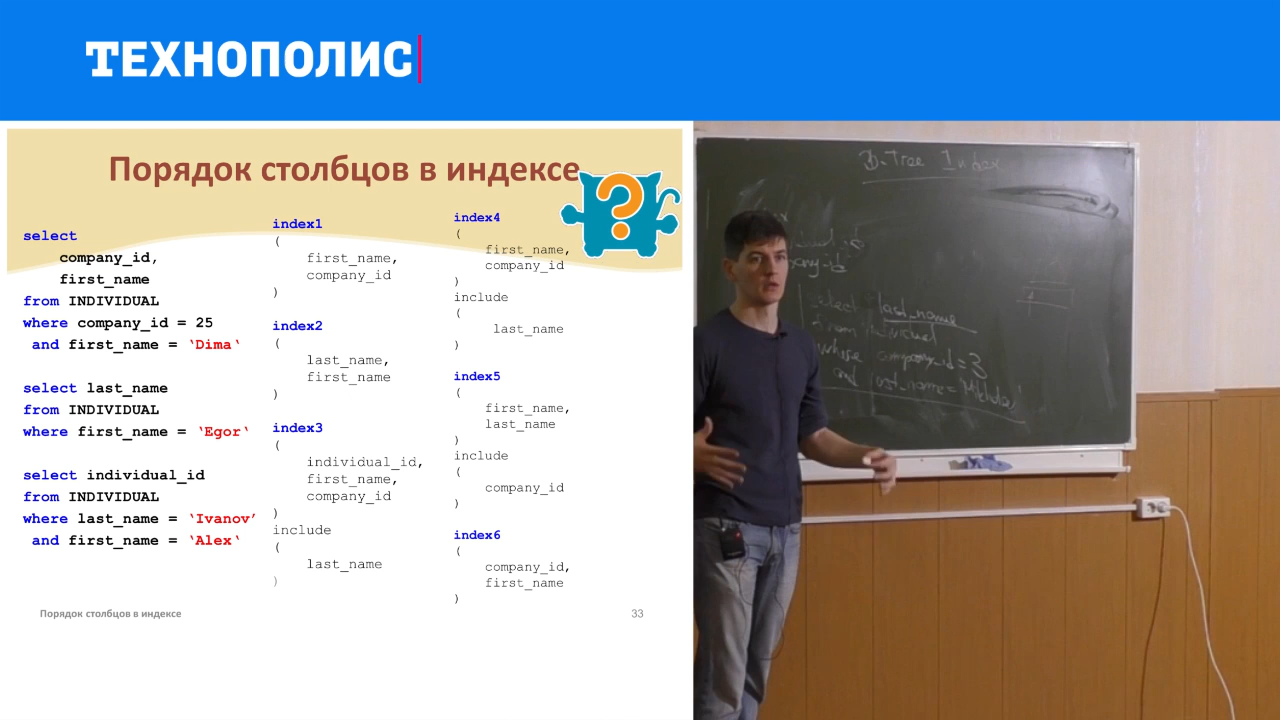 ТЕХНОПОЛИС
Порядок столбцов в индексе
select
company_id,
first_name
from INDIVIDUAL
where company_id = 25
and first_name = ‘Dima‘
select last_name
from INDIVIDUAL
where first_name = ‘Egor‘
select individual_id
from INDIVIDUAL
where last_name = ‘Ivanov’
and first_name = ‘Alex‘
index1
(
first_name,
company_id
)
index2
(
last_name,
first_name
)
index3
(
individual_id,
first_name,
company_id
)
include
(
last_name
)
index4
(
first_name,
company_id
)
include
(
last_name
)
index5
(
first_name,
last_name
)
include
(
company_id
)
index6
(
company_id,
first_name
)
Порядок столбцов в индексе
33
Tree Index
select last_name
from
where company_id = 3
and last_name =